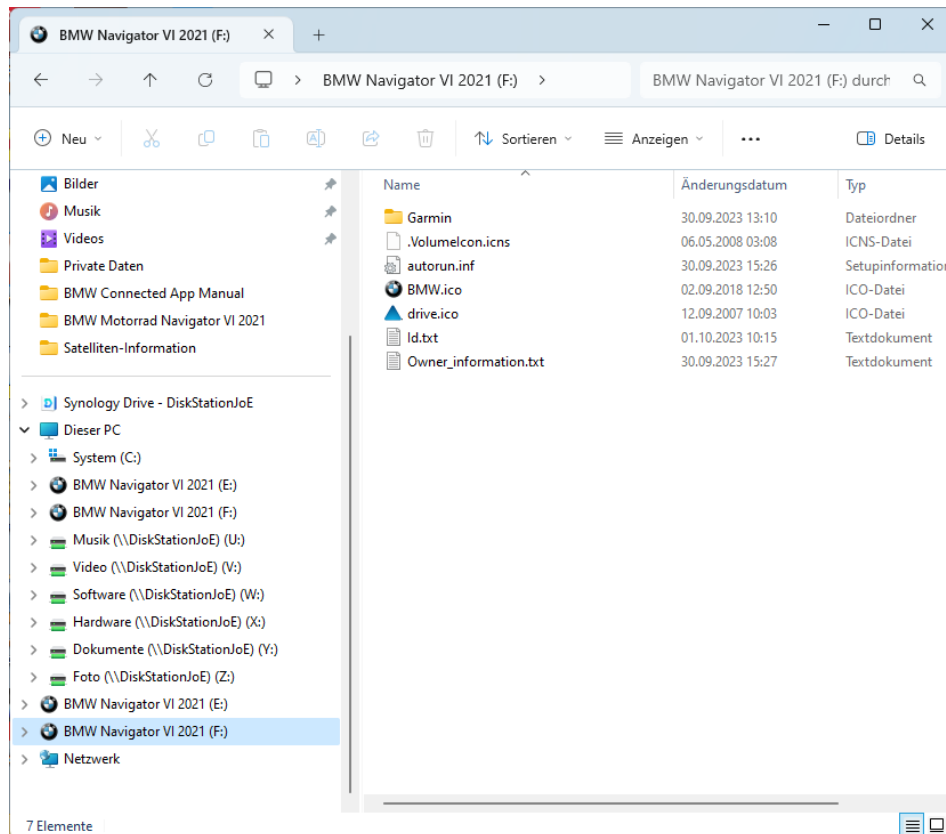 BMW Navigator VI 2021 (F:)
BMW Navigator VI 2021 (F:)
BMW Navigator VI 2021 (F:) durch
Neu
Sortieren
Anzeigen
Details
Bilder
Musik
Videos
Private Daten
BMW Connected App Manual
BMW Motorrad Navigator VI 2021
Satelliten-Information
Synology Drive - DiskStationJoE
Dieser PC
System (C:)
BMW Navigator VI 2021 (E:)
BMW Navigator VI 2021 (F:)
Musik (\\DiskStationJoE) (U:)
Video (\\DiskStationJoE) (V:)
Software (\\DiskStationJoE) (W:)
Hardware (\\DiskStationJoE) (X:)
Dokumente (\\DiskStationJoE) (Y:)
Foto (\\DiskStationJoE) (Z:)
BMW Navigator VI 2021 (E:)
BMW Navigator VI 2021 (F:)
Netzwerk
Name Änderungsdatum Typ
Garmin 30.09.2023 13:10 Dateiordner
.VolumeIcon.icns 06.05.2008 03:08 ICNS-Datei
autorun.inf 30.09.2023 15:26 Setupinformation
BMW.ico 02.09.2018 12:50 ICO-Datei
drive.ico 12.09.2007 10:03 ICO-Datei
Id.txt 01.10.2023 10:15 Textdokument
Owner_information.txt 30.09.2023 15:27 Textdokument
7 Elemente